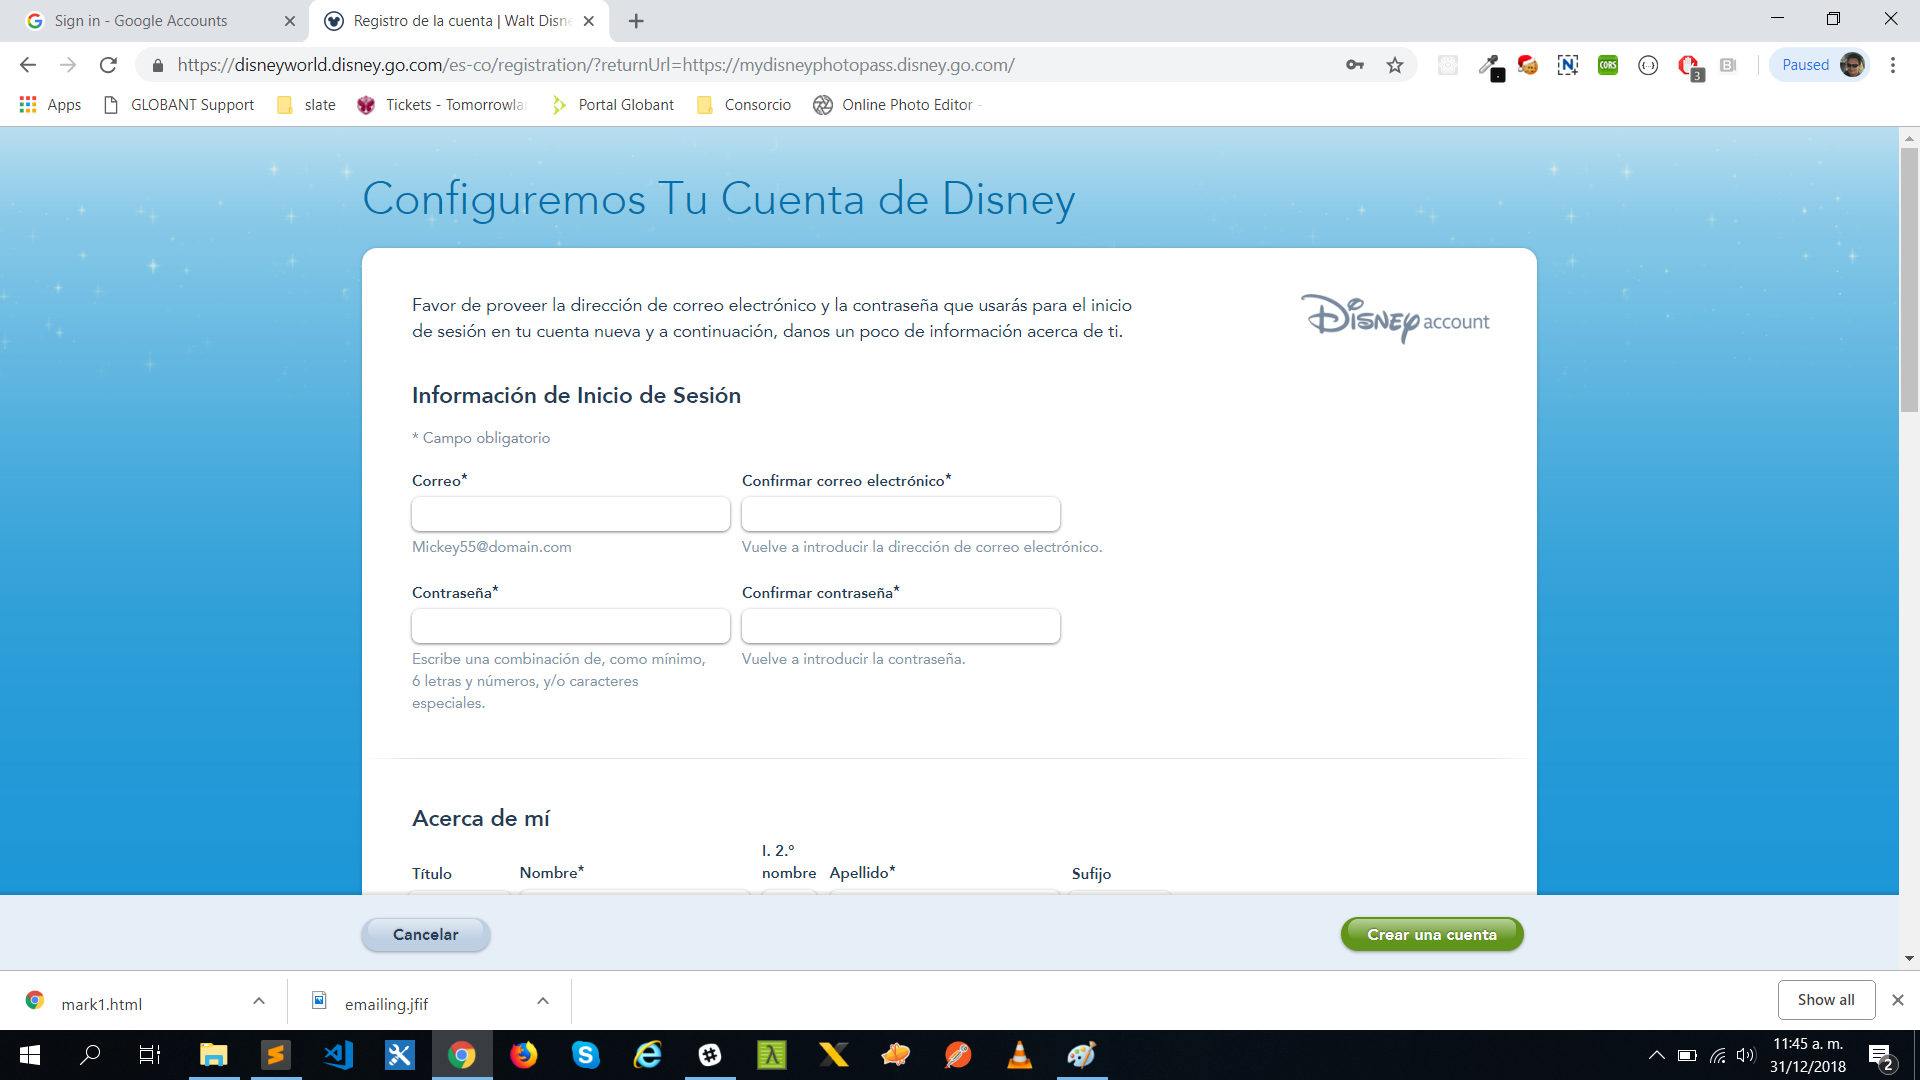 Sign in - Google Accounts
Registro de la cuenta | Walt Disne
https://disneyworld.disney.go.com/es-co/registration/?returnUrl=https://mydisneyphotopass.disney.go.com/
CORS
3
Paused
Apps
GLOBANT Support
slate
Tickets - Tomorrowla
Portal Globant
Consorcio
Online Photo Editor -
Configuremos Tu Cuenta de Disney
Favor de proveer la dirección de correo electrónico y la contraseña que usarás para el inicio
de sesión en tu cuenta nueva y a continuación, danos un poco de información acerca de ti.
Disney account
Información de Inicio de Sesión
* Campo obligatorio
Correo*
Confirmar correo electrónico*
Mickey55@domain.com
Vuelve a introducir la dirección de correo electrónico.
Contraseña*
Confirmar contraseña*
Escribe una combinación de, como mínimo,
6 letras y números, y/o caracteres
especiales.
Vuelve a introducir la contraseña.
Acerca de mí
Título
Nombre*
I. 2.º
nombre
Apellido*
Sufijo
Cancelar
Crear una cuenta
mark1.html
emailing.jfif
Show all
11:45 a. m.
31/12/2018
2